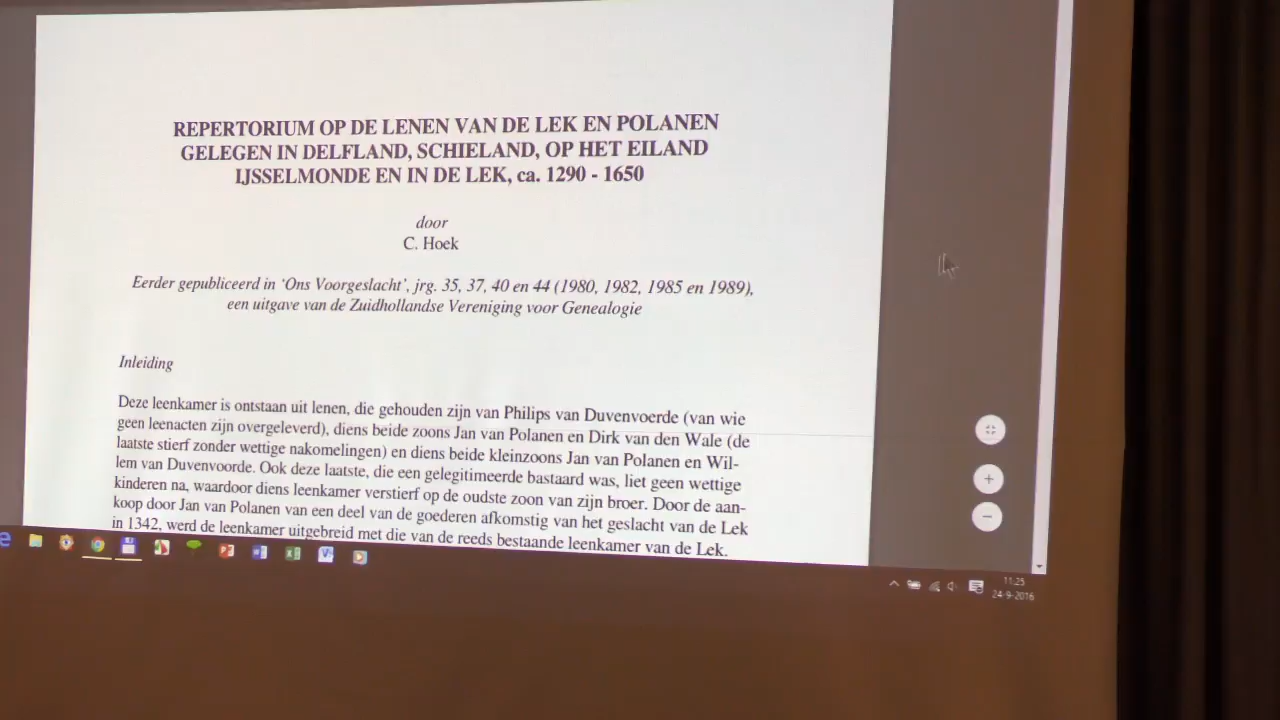 REPERTORIUM OP DE LENEN VAN DE LEK EN POLANEN
GELEGEN IN DELFLAND, SCHIELAND, OP HET EILAND
IJSSELMONDE EN IN DE LEK, ca. 1290 - 1650
door
C. Hoek
Eerder gepubliceerd in ‘Ons Voorgeslacht’, jrg. 35, 37, 40 en 44 (1980, 1982, 1985 en 1989),
een uitgave van de Zuidhollandse Vereniging voor Genealogie
Inleiding
Deze leenkamer is ontstaan uit lenen, die gehouden zijn van Philips van Duvenvoerde (van wie
geen leenacten zijn overgeleverd), diens beide zoons Jan van Polanen en Dirk van den Wale (de
laatste stierf zonder wettige nakomelingen) en diens beide kleinzoons Jan van Polanen en Wil-
lem van Duvenvoorde. Ook deze laatste, die een gelegitimeerde bastaard was, liet geen wettige
kinderen na, waardoor diens leenkamer verstierf op de oudste zoon van zijn broer. Door de aan-
koop door Jan van Polanen van een deel van de goederen afkomstig van het geslacht van de Lek
in 1342, werd de leenkamer uitgebreid met die van de reeds bestaande leenkamer van de Lek.
11:25
24-9-2016